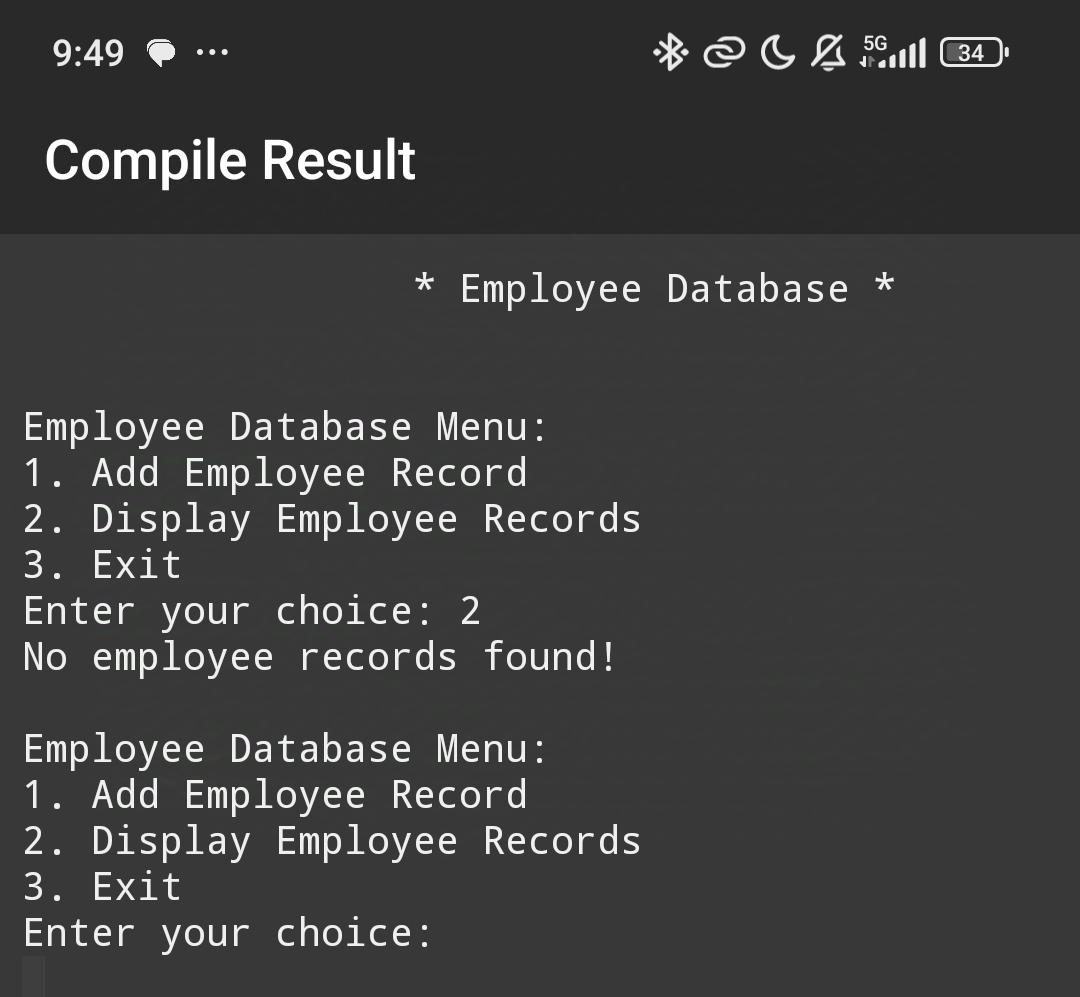 9:49 ... 5G 34
Compile Result
* Employee Database *
Employee Database Menu:
1. Add Employee Record
2. Display Employee Records
3. Exit
Enter your choice: 2
No employee records found!
Employee Database Menu:
1. Add Employee Record
2. Display Employee Records
3. Exit
Enter your choice: